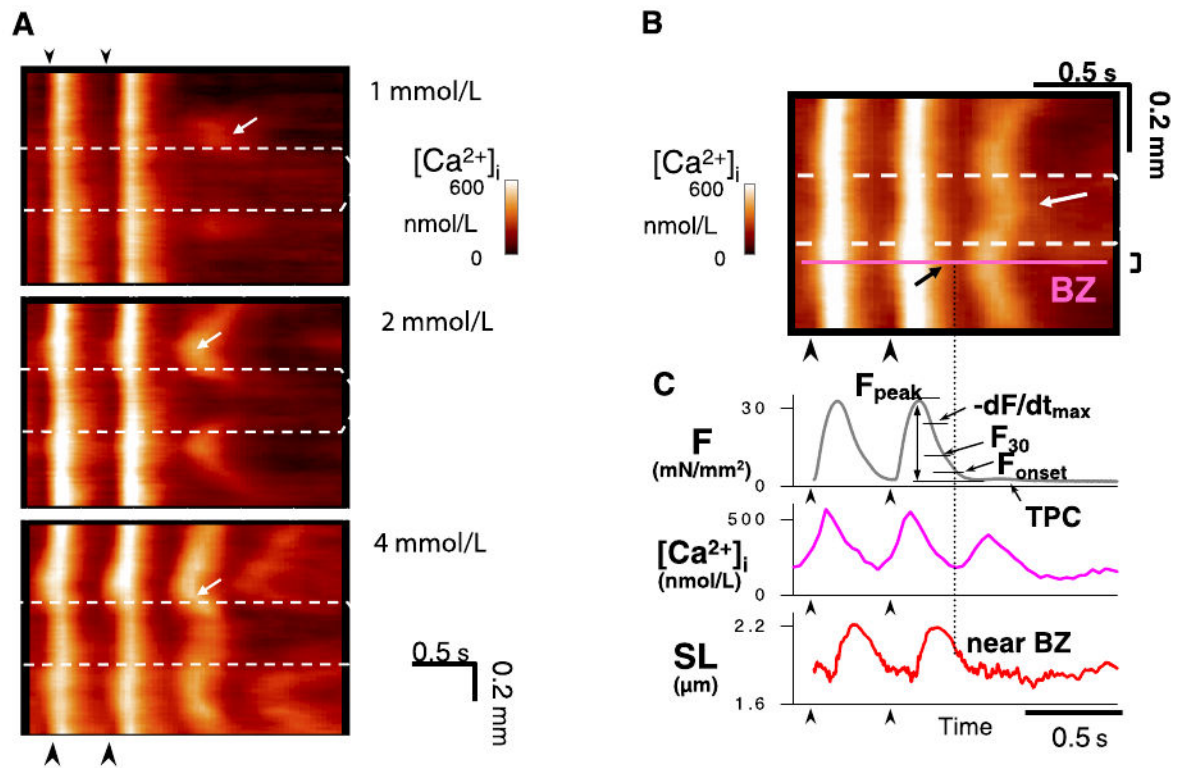 A
1 mmol/L
[Ca²⁺]i
600
nmol/L
0
2 mmol/L
4 mmol/L
0.5 s
0.2 mm
B
0.5 s
0.2 mm
[Ca²⁺]i
600
nmol/L
0
BZ
C
Fpeak
-dF/dtmax
30
F
F30
(mN/mm²)
Fonset
0
TPC
500
[Ca²⁺]i
(nmol/L)
0
2.2
near BZ
SL
(μm)
1.6
Time
0.5 s